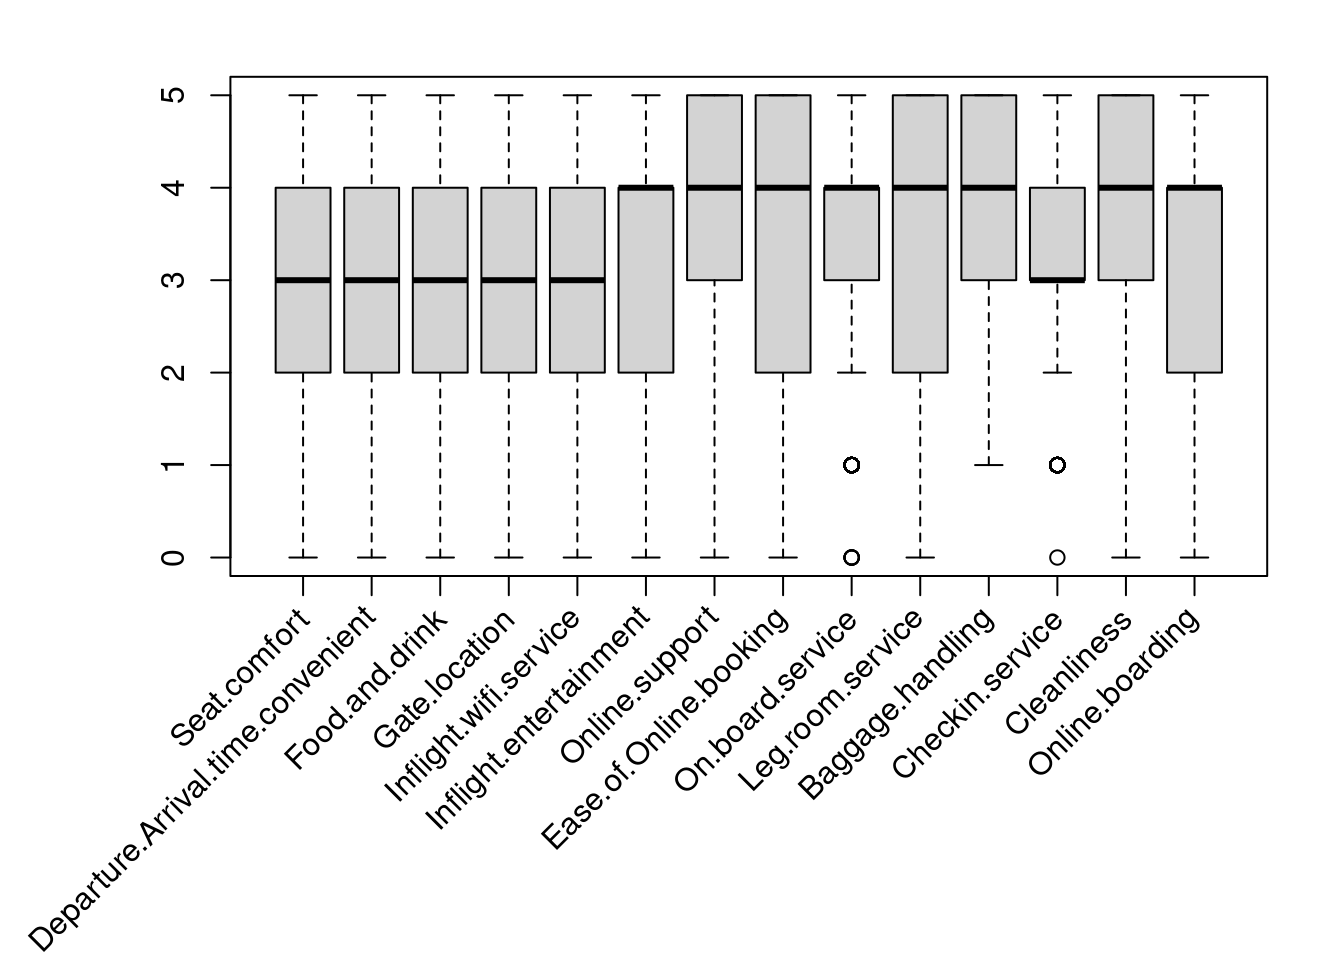 5
4
3
2
1
0
Seat.comfort
Departure.Arrival.time.convenient
Food.and.drink
Gate.location
Inflight.wifi.service
Inflight.entertainment
Online.support
Ease.of.Online.booking
On.board.service
Leg.room.service
Baggage.handling
Checkin.service
Cleanliness
Online.boarding